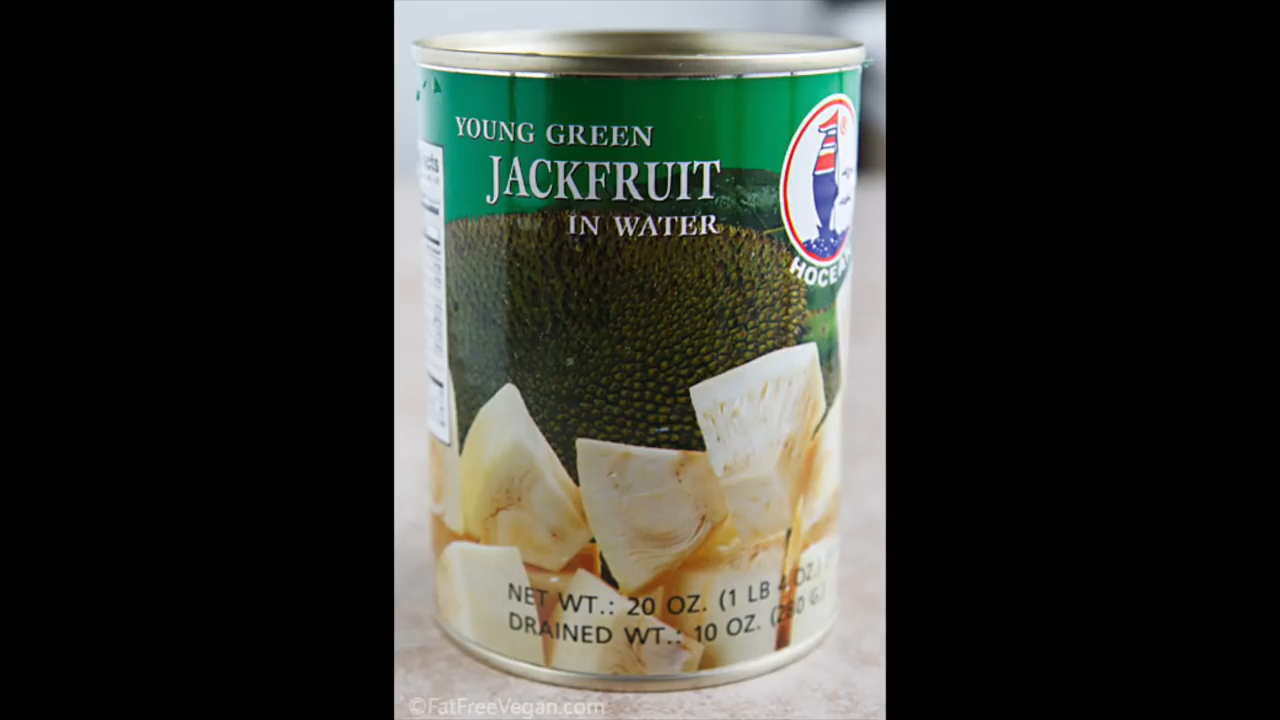 YOUNG GREEN
JACKFRUIT
IN WATER
®
NET WT.: 20 OZ. (1 LB 4 OZ.)
DRAINED WT.: 10 OZ. (280 G.)
©FatFreeVegan.com